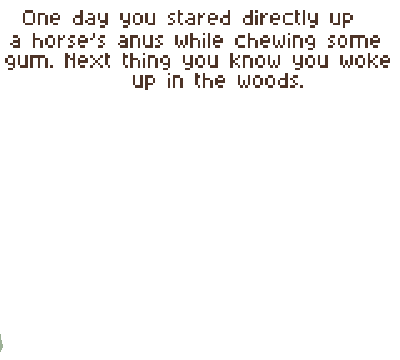 One day you stared directly up
a horse's anus while chewing some
gum. Next thing you know you woke
up in the woods.